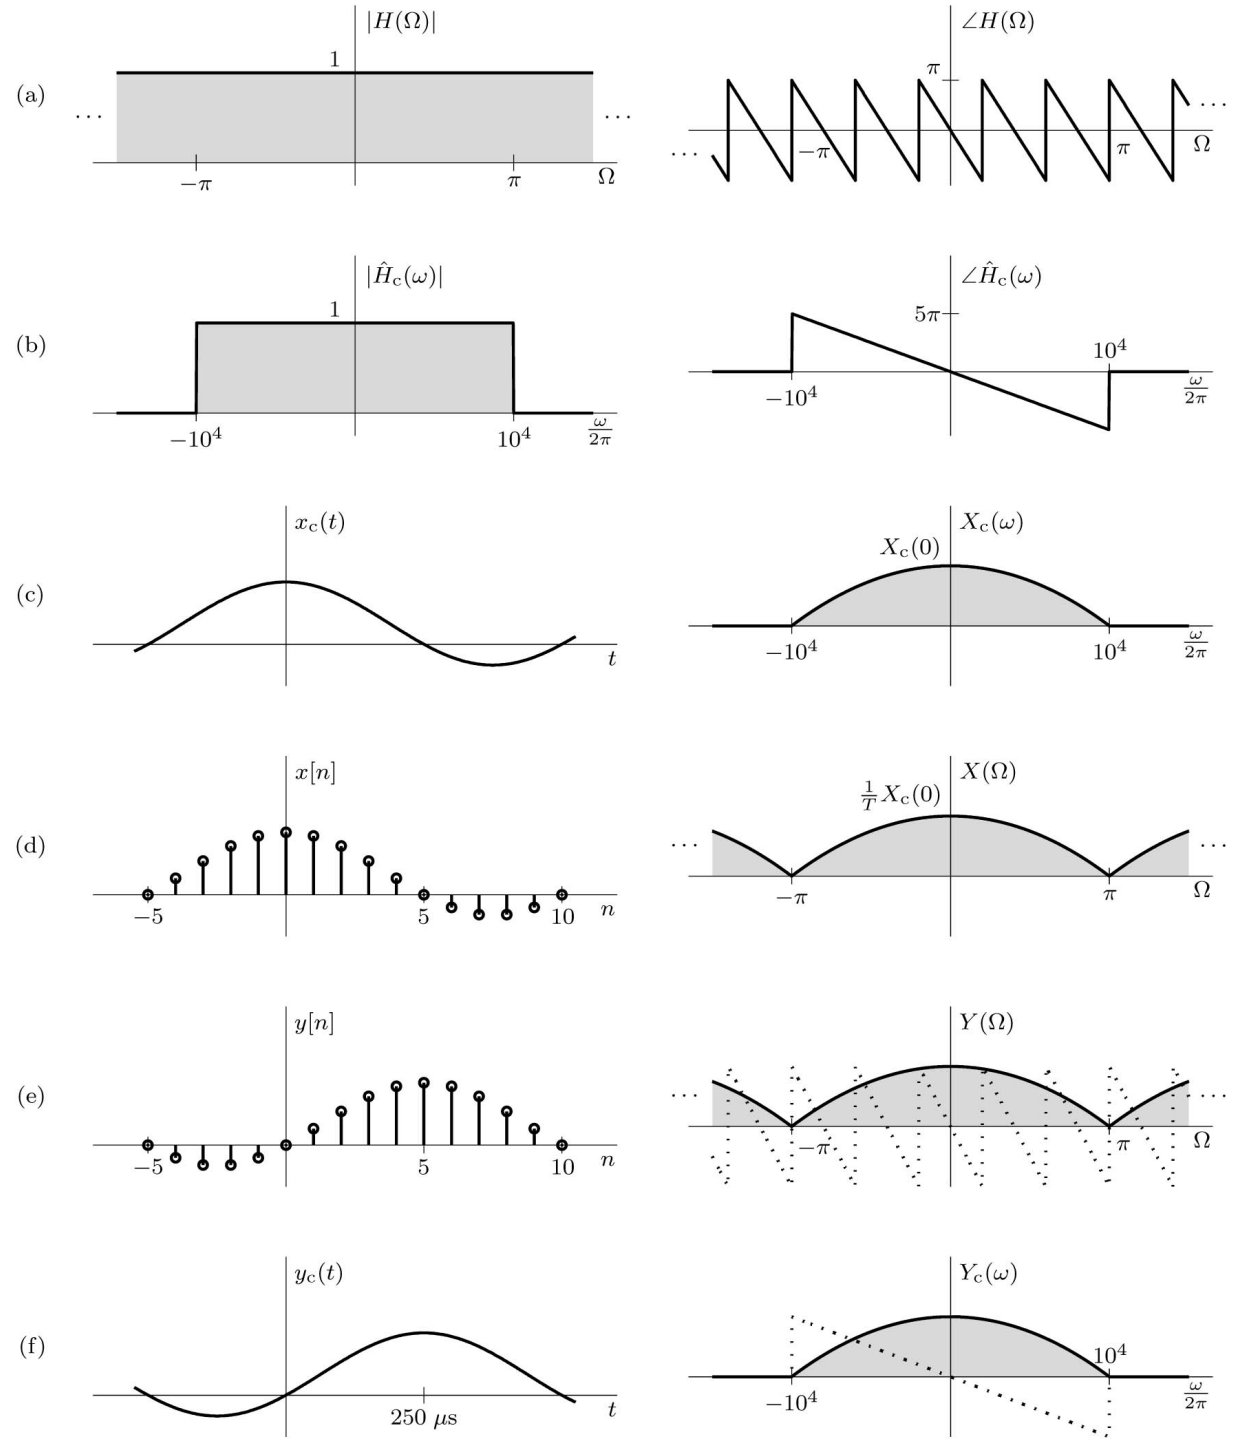 (a)
|H(Ω)|
1
···
···
−π
π
Ω
∠H(Ω)
π
···
···
−π
π
Ω
(b)
|Ĥc(ω)|
1
−10⁴
10⁴
ω/2π
∠Ĥc(ω)
5π
10⁴
−10⁴
ω/2π
(c)
xc(t)
t
Xc(ω)
Xc(0)
−10⁴
10⁴
ω/2π
(d)
x[n]
−5
5
10
n
X(Ω)
1/T Xc(0)
···
···
−π
π
Ω
(e)
y[n]
−5
5
10
n
Y(Ω)
···
···
−π
π
Ω
(f)
yc(t)
250 μs
t
Yc(ω)
10⁴
−10⁴
ω/2π